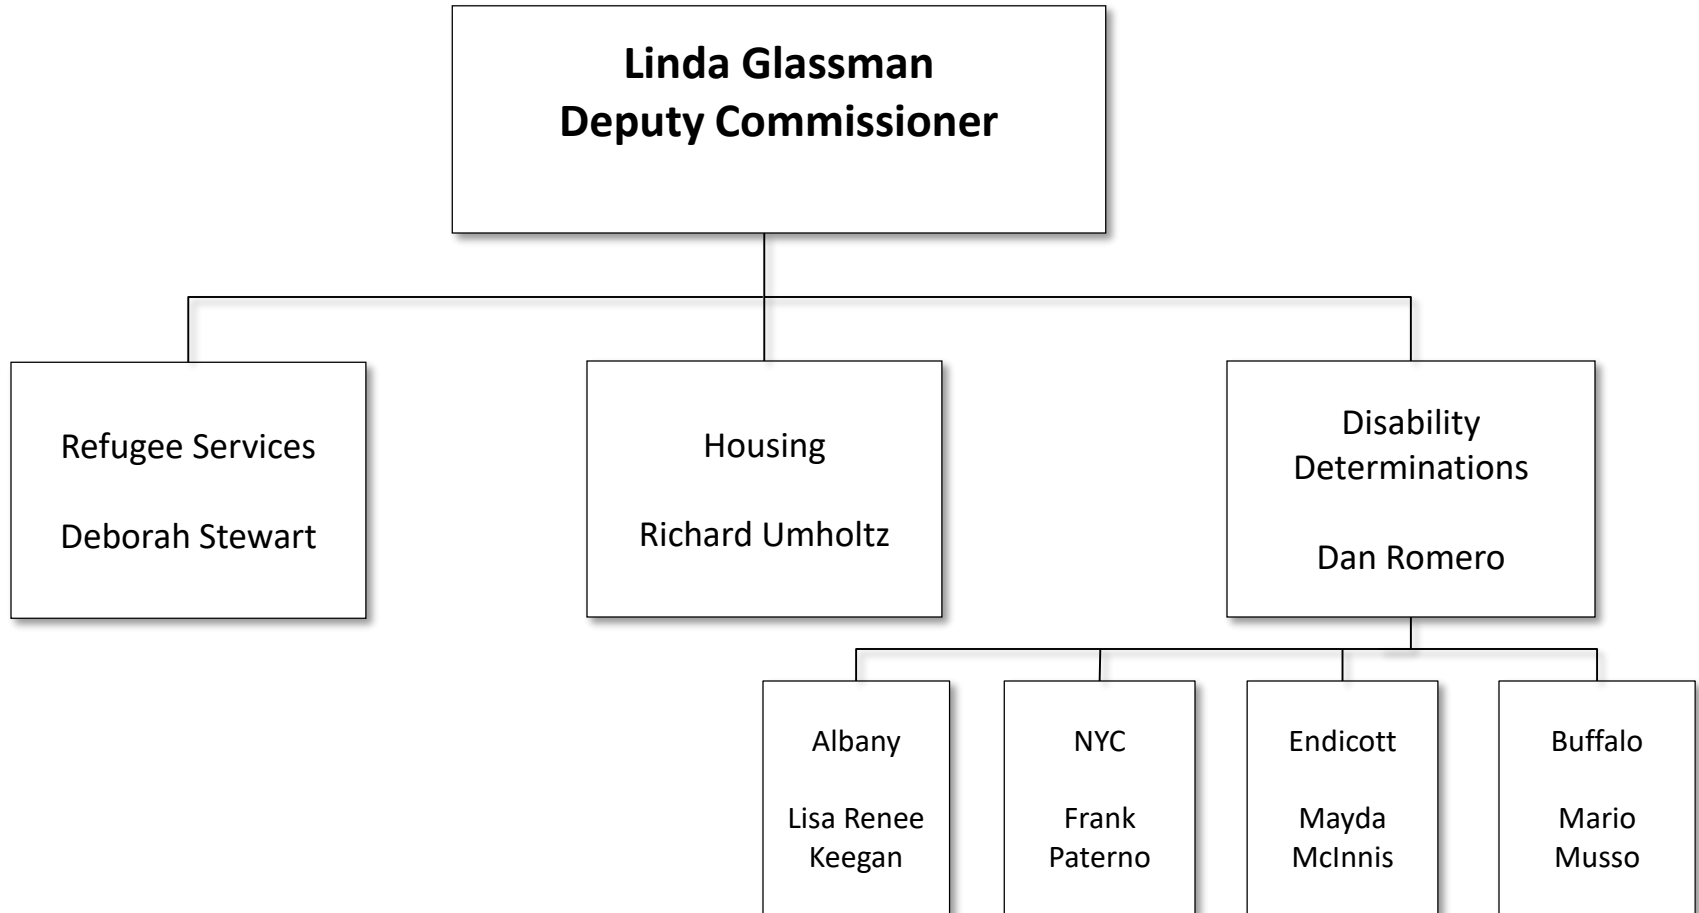 Linda Glassman
Deputy Commissioner
Refugee Services
Deborah Stewart
Housing
Richard Umholtz
Disability
Determinations
Dan Romero
Albany
Lisa Renee
Keegan
NYC
Frank
Paterno
Endicott
Mayda
McInnis
Buffalo
Mario
Musso